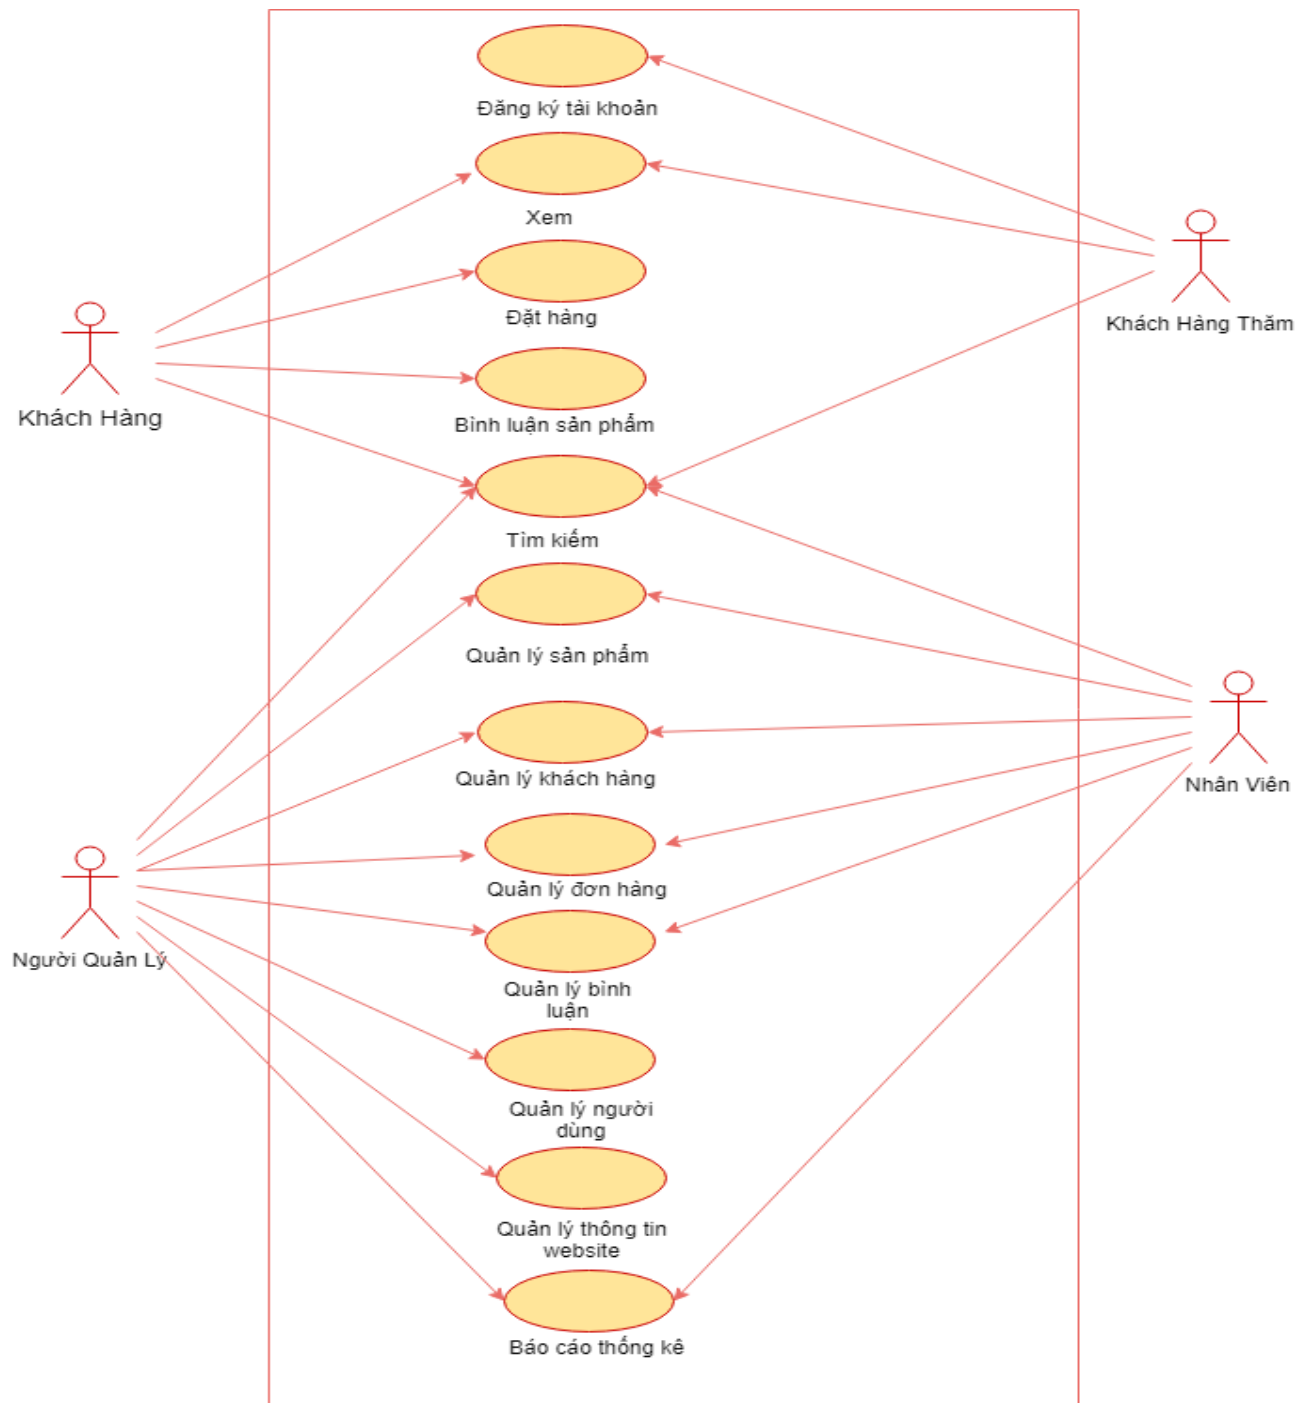 Đăng ký tài khoản
Xem
Đặt hàng
Khách Hàng Thăm
Khách Hàng
Bình luận sản phẩm
Tìm kiếm
Quản lý sản phẩm
Quản lý khách hàng
Nhân Viên
Quản lý đơn hàng
Người Quản Lý
Quản lý bình
luận
Quản lý người
dùng
Quản lý thông tin
website
Báo cáo thống kê